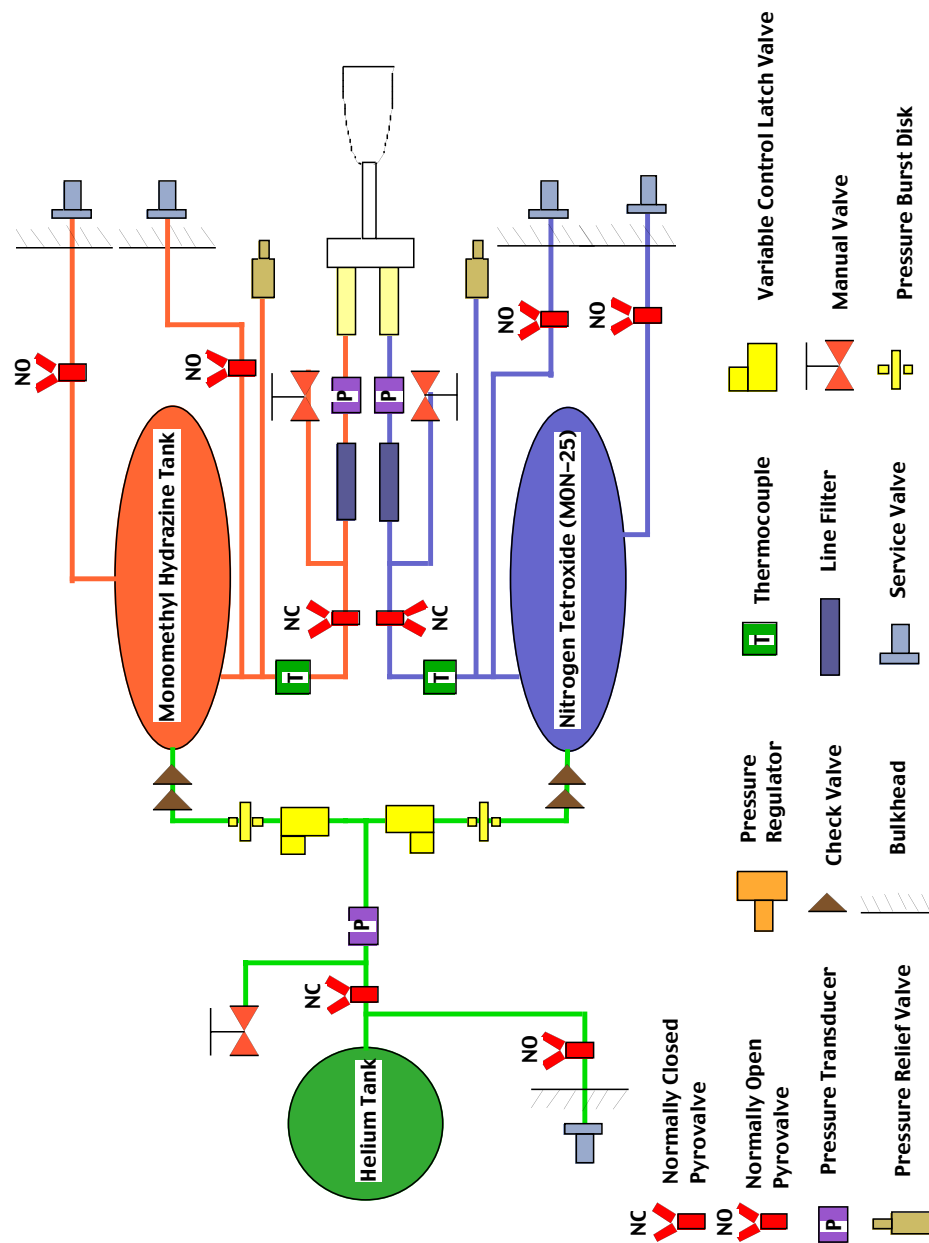 NO
Monomethyl Hydrazine Tank
NO
T
NC
NC
P
Helium Tank
P
P
T
NC
NO
NO
Nitrogen Tetroxide (MON-25)
NO
NC
Normally Closed
Pyrovalve
NO
Normally Open
Pyrovalve
P
Pressure Transducer
Pressure Relief Valve
Pressure
Regulator
Check Valve
Bulkhead
T
Thermocouple
Line Filter
Service Valve
Variable Control Latch Valve
Manual Valve
Pressure Burst Disk